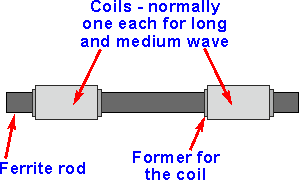 Coils - normally
one each for long
and medium wave
Ferrite rod
Former for
the coil